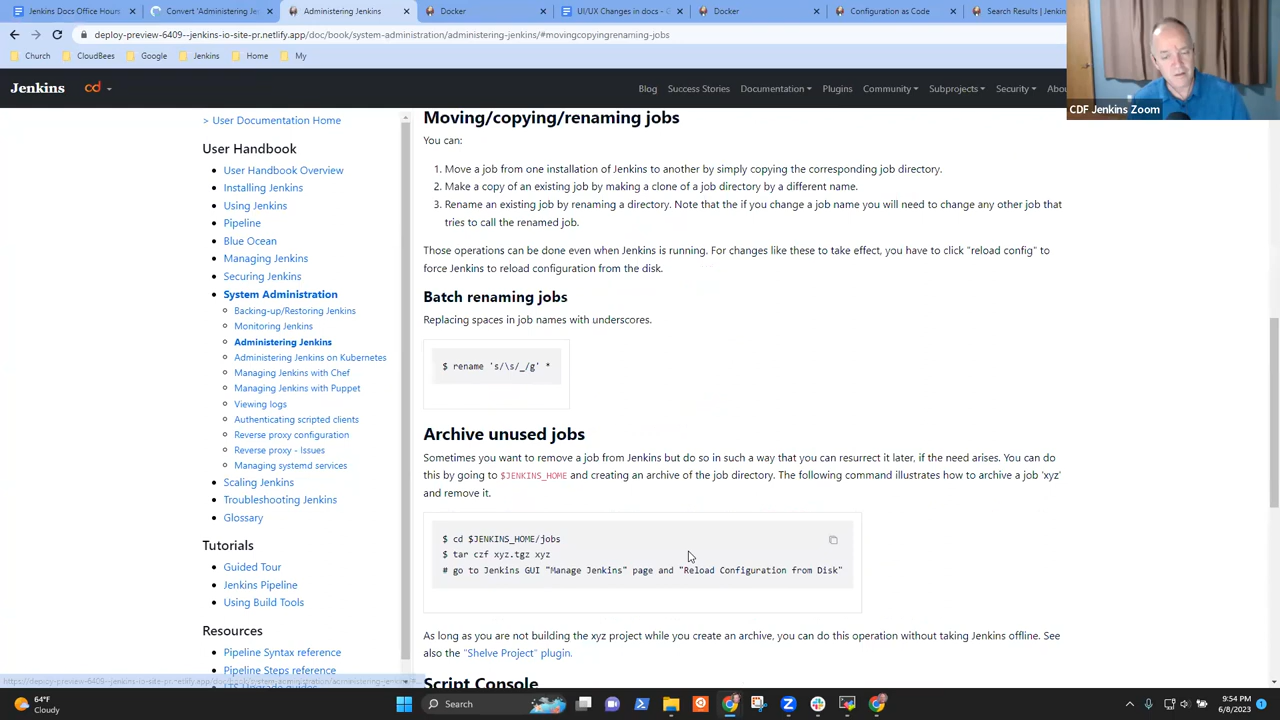 Jenkins Docs Office Hours
Convert 'Administering Je
Administering Jenkins
Docker
UI/UX Changes in docs - G
Docker
Configuration as Code
Search Results | Jenkin
deploy-preview-6409--jenkins-io-site-pr.netlify.app/doc/book/system-administration/administering-jenkins/#movingcopyingrenaming-jobs
Church
CloudBees
Google
Jenkins
Home
My
Jenkins
cd
Blog
Success Stories
Documentation
Plugins
Community
Subprojects
Security
Abou
CDF Jenkins Zoom
> User Documentation Home
User Handbook
User Handbook Overview
Installing Jenkins
Using Jenkins
Pipeline
Blue Ocean
Managing Jenkins
Securing Jenkins
System Administration
Backing-up/Restoring Jenkins
Monitoring Jenkins
Administering Jenkins
Administering Jenkins on Kubernetes
Managing Jenkins with Chef
Managing Jenkins with Puppet
Viewing logs
Authenticating scripted clients
Reverse proxy configuration
Reverse proxy - Issues
Managing systemd services
Scaling Jenkins
Troubleshooting Jenkins
Glossary
Tutorials
Guided Tour
Jenkins Pipeline
Using Build Tools
Resources
Pipeline Syntax reference
Pipeline Steps reference
LTS Upgrade guides
Moving/copying/renaming jobs
You can:
1. Move a job from one installation of Jenkins to another by simply copying the corresponding job directory.
2. Make a copy of an existing job by making a clone of a job directory by a different name.
3. Rename an existing job by renaming a directory. Note that the if you change a job name you will need to change any other job that
tries to call the renamed job.
Those operations can be done even when Jenkins is running. For changes like these to take effect, you have to click "reload config" to
force Jenkins to reload configuration from the disk.
Batch renaming jobs
Replacing spaces in job names with underscores.
$ rename 's/\s/_/g' *
Archive unused jobs
Sometimes you want to remove a job from Jenkins but do so in such a way that you can resurrect it later, if the need arises. You can do
this by going to $JENKINS_HOME and creating an archive of the job directory. The following command illustrates how to archive a job 'xyz'
and remove it.
$ cd $JENKINS_HOME/jobs
$ tar czf xyz.tgz xyz
# go to Jenkins GUI "Manage Jenkins" page and "Reload Configuration from Disk"
As long as you are not building the xyz project while you create an archive, you can do this operation without taking Jenkins offline. See
also the "Shelve Project" plugin.
Script Console
64°F
Cloudy
Search
9:54 PM
6/8/2023